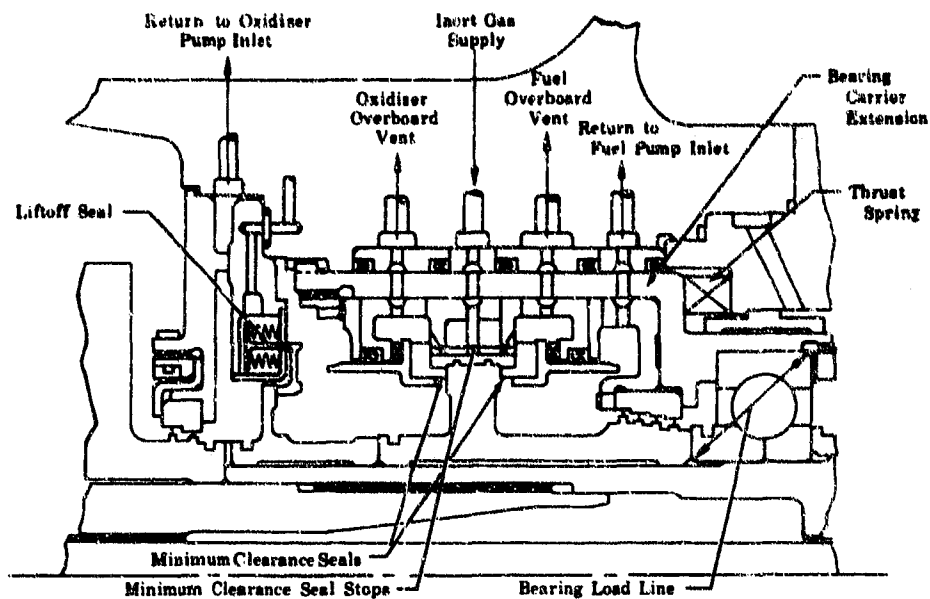 Return to Oxidiser
Pump Inlet
Inert Gas
Supply
Oxidiser
Overboard
Vent
Fuel
Overboard
Vent
Return to
Fuel Pump Inlet
Bearing
Carrier
Extension
Thrust
Spring
Liftoff Seal
Minimum Clearance Seals
Minimum Clearance Seal Stops
Bearing Load Line